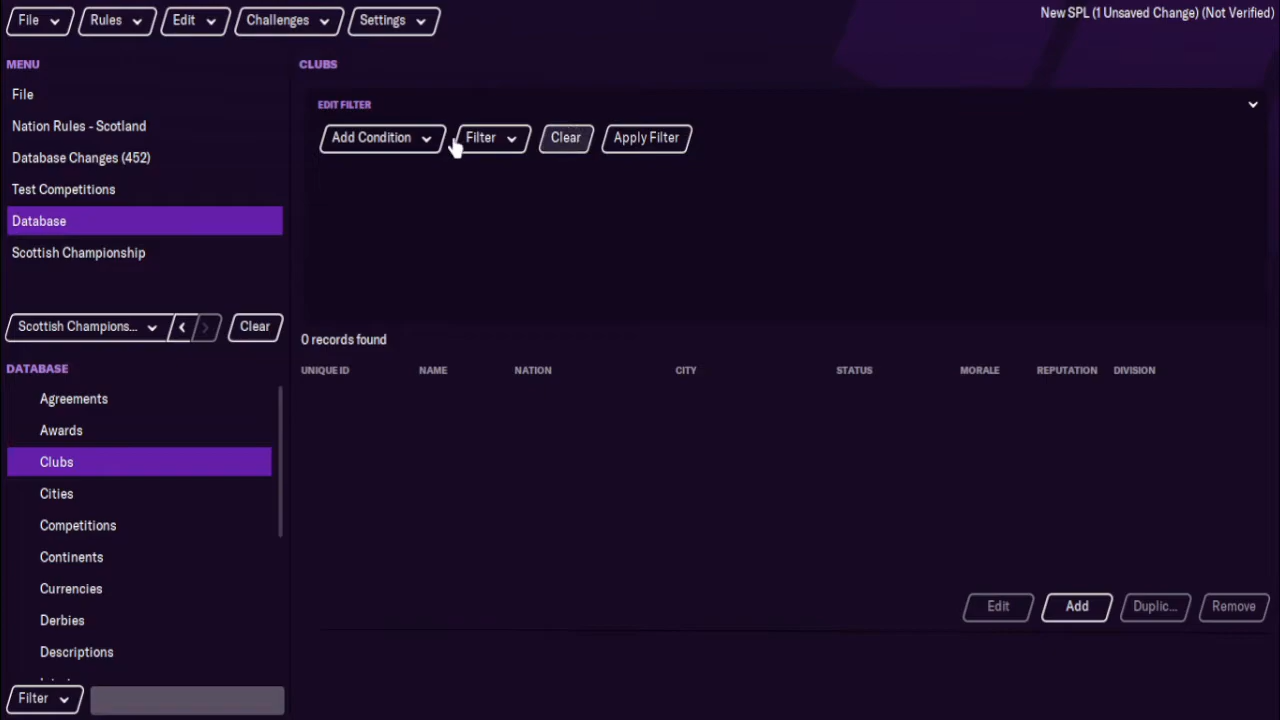 File
Rules
Edit
Challenges
Settings
New SPL (1 Unsaved Change) (Not Verified)
MENU
File
Nation Rules - Scotland
Database Changes (452)
Test Competitions
Database
Scottish Championship
Scottish Champions...
Clear
DATABASE
Agreements
Awards
Clubs
Cities
Competitions
Continents
Currencies
Derbies
Descriptions
Filter
CLUBS
EDIT FILTER
Add Condition
Filter
Clear
Apply Filter
0 records found
UNIQUE ID NAME NATION CITY STATUS MORALE REPUTATION DIVISION
Edit
Add
Duplic...
Remove